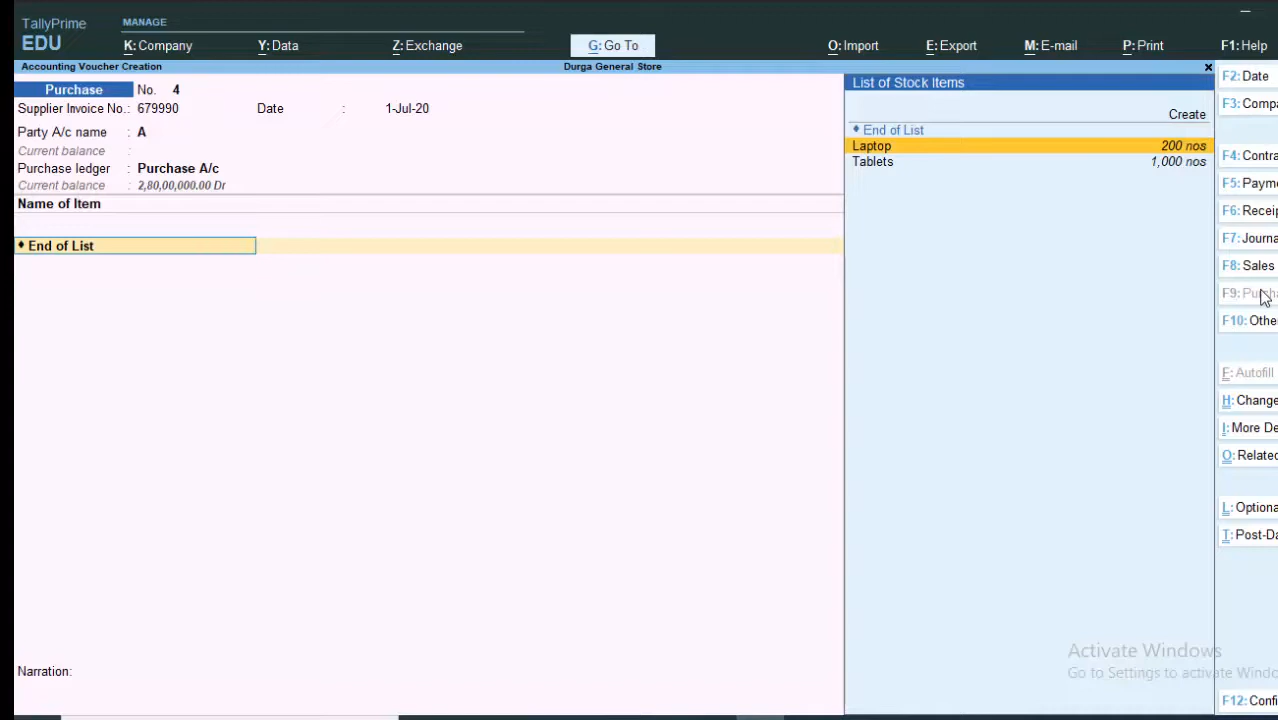 TallyPrime
MANAGE
EDU
K: Company
Y: Data
Z: Exchange
G: Go To
O: Import
E: Export
M: E-mail
P: Print
F1: Help
Accounting Voucher Creation
Durga General Store
Purchase No. 4
Supplier Invoice No.: 679990 Date : 1-Jul-20
Party A/c name : A
Current balance :
Purchase ledger : Purchase A/c
Current balance : 2,80,00,000.00 Dr
Name of Item
♦ End of List
Narration:
List of Stock Items
Create
♦ End of List
Laptop 200 nos
Tablets 1,000 nos
F2: Date
F3: Compa
F4: Contra
F5: Payme
F6: Receip
F7: Journa
F8: Sales
F9: Purcha
F10: Othe
F: Autofill
H: Change
I: More De
O: Related
L: Optiona
T: Post-Da
F12: Confi
Activate Windows
Go to Settings to activate Windo